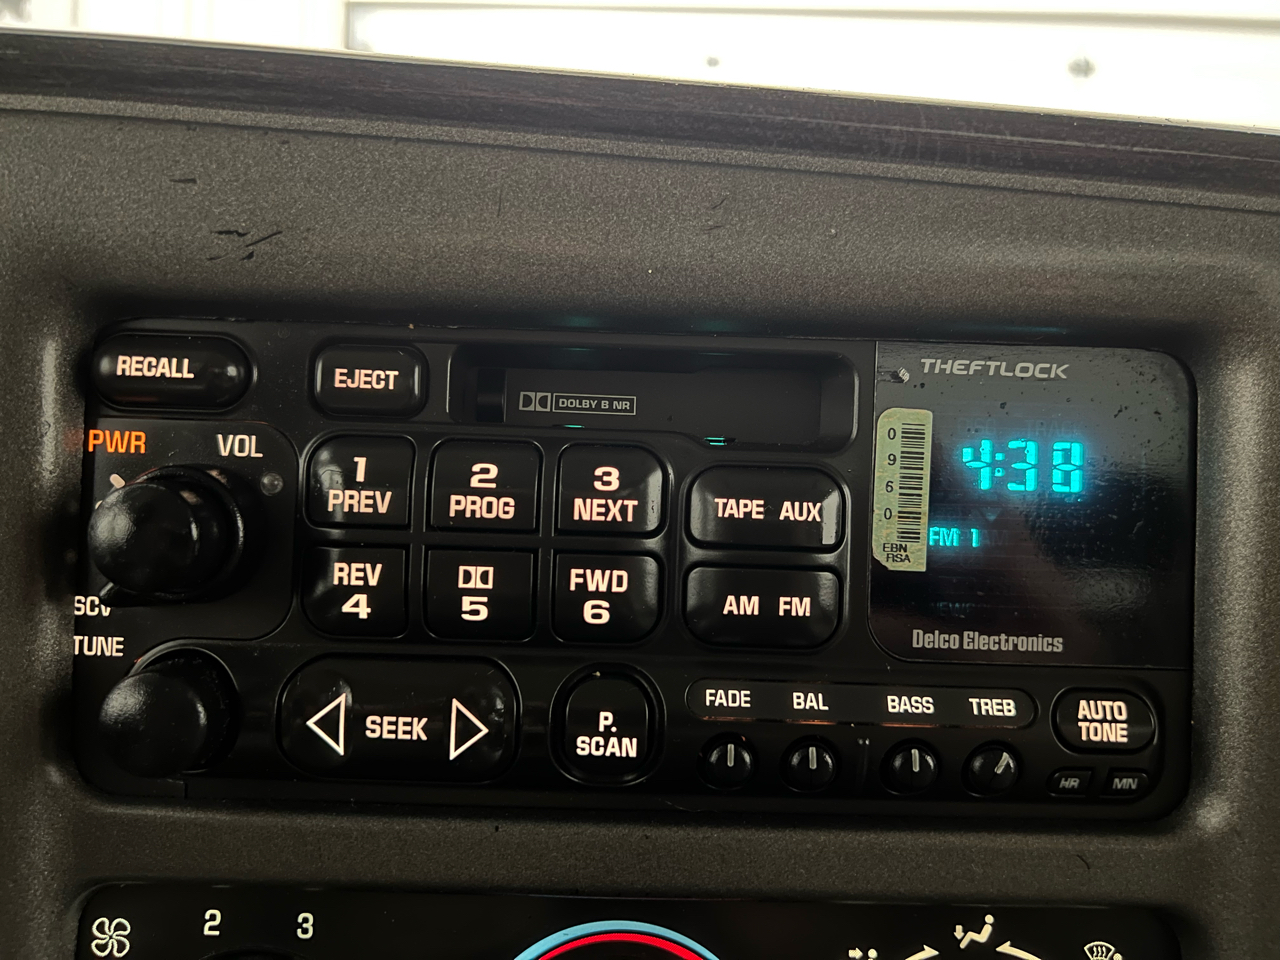 RECALL
EJECT
DOLBY B NR
THEFTLOCK
PWR
VOL
1
PREV
2
PROG
3
NEXT
TAPE AUX
0
9
6
0
EBN
RSA
4:38
FM 1
REV
4
5
FWD
6
AM FM
SCV
TUNE
Delco Electronics
SEEK
P.
SCAN
FADE BAL BASS TREB
AUTO
TONE
HR MN
2 3